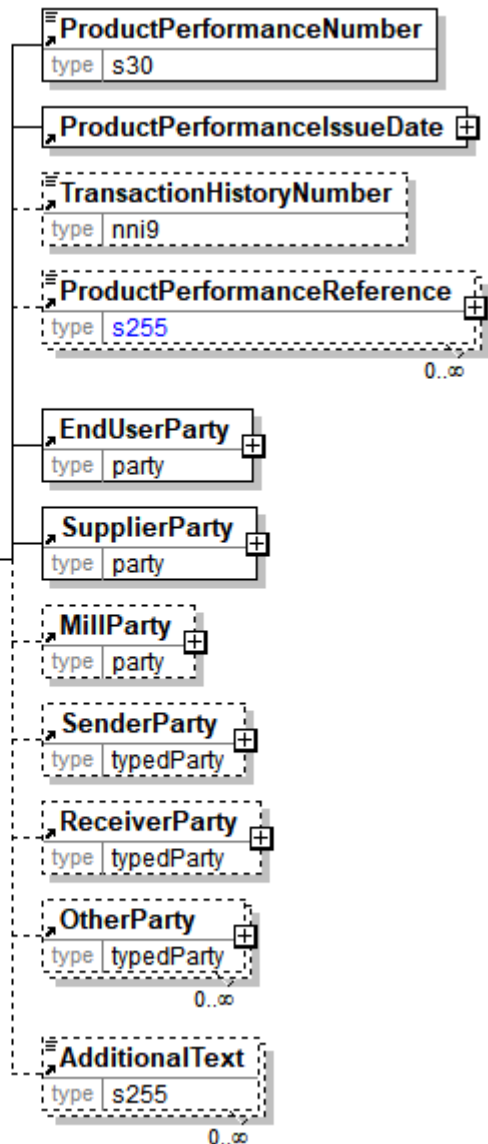 ProductPerformanceNumber
type s30
ProductPerformanceIssueDate
TransactionHistoryNumber
type nni9
ProductPerformanceReference
type s255
0..∞
EndUserParty
type party
SupplierParty
type party
MillParty
type party
SenderParty
type typedParty
ReceiverParty
type typedParty
OtherParty
type typedParty
0..∞
AdditionalText
type s255
0..∞